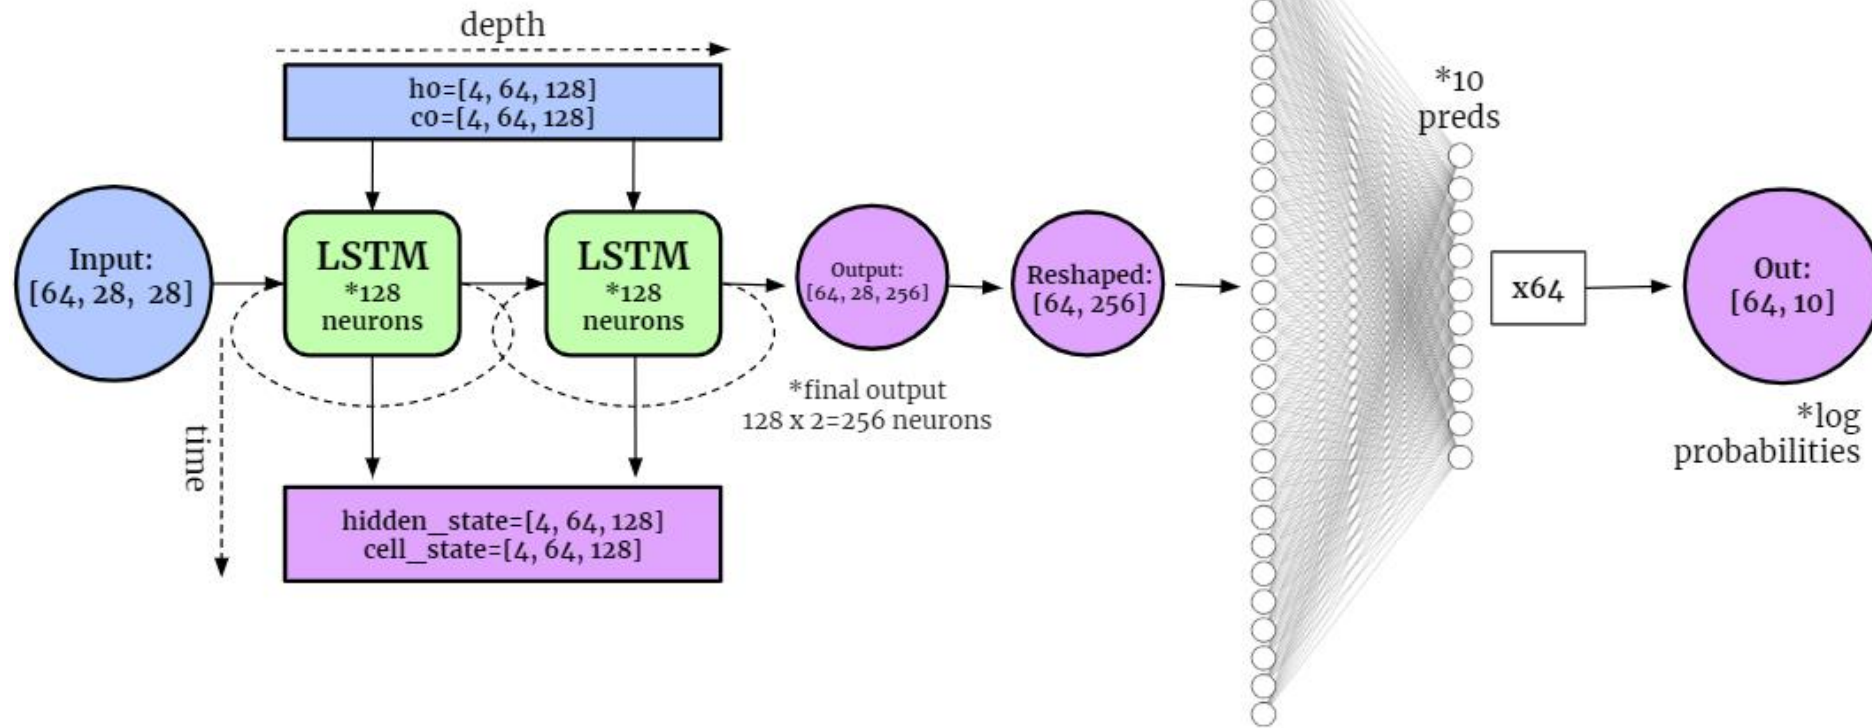 depth
h0=[4, 64, 128]
c0=[4, 64, 128]
Input:
[64, 28, 28]
LSTM
*128
neurons
LSTM
*128
neurons
Output:
[64, 28, 256]
Reshaped:
[64, 256]
*final output
128 x 2=256 neurons
time
hidden_state=[4, 64, 128]
cell_state=[4, 64, 128]
*10
preds
x64
Out:
[64, 10]
*log
probabilities